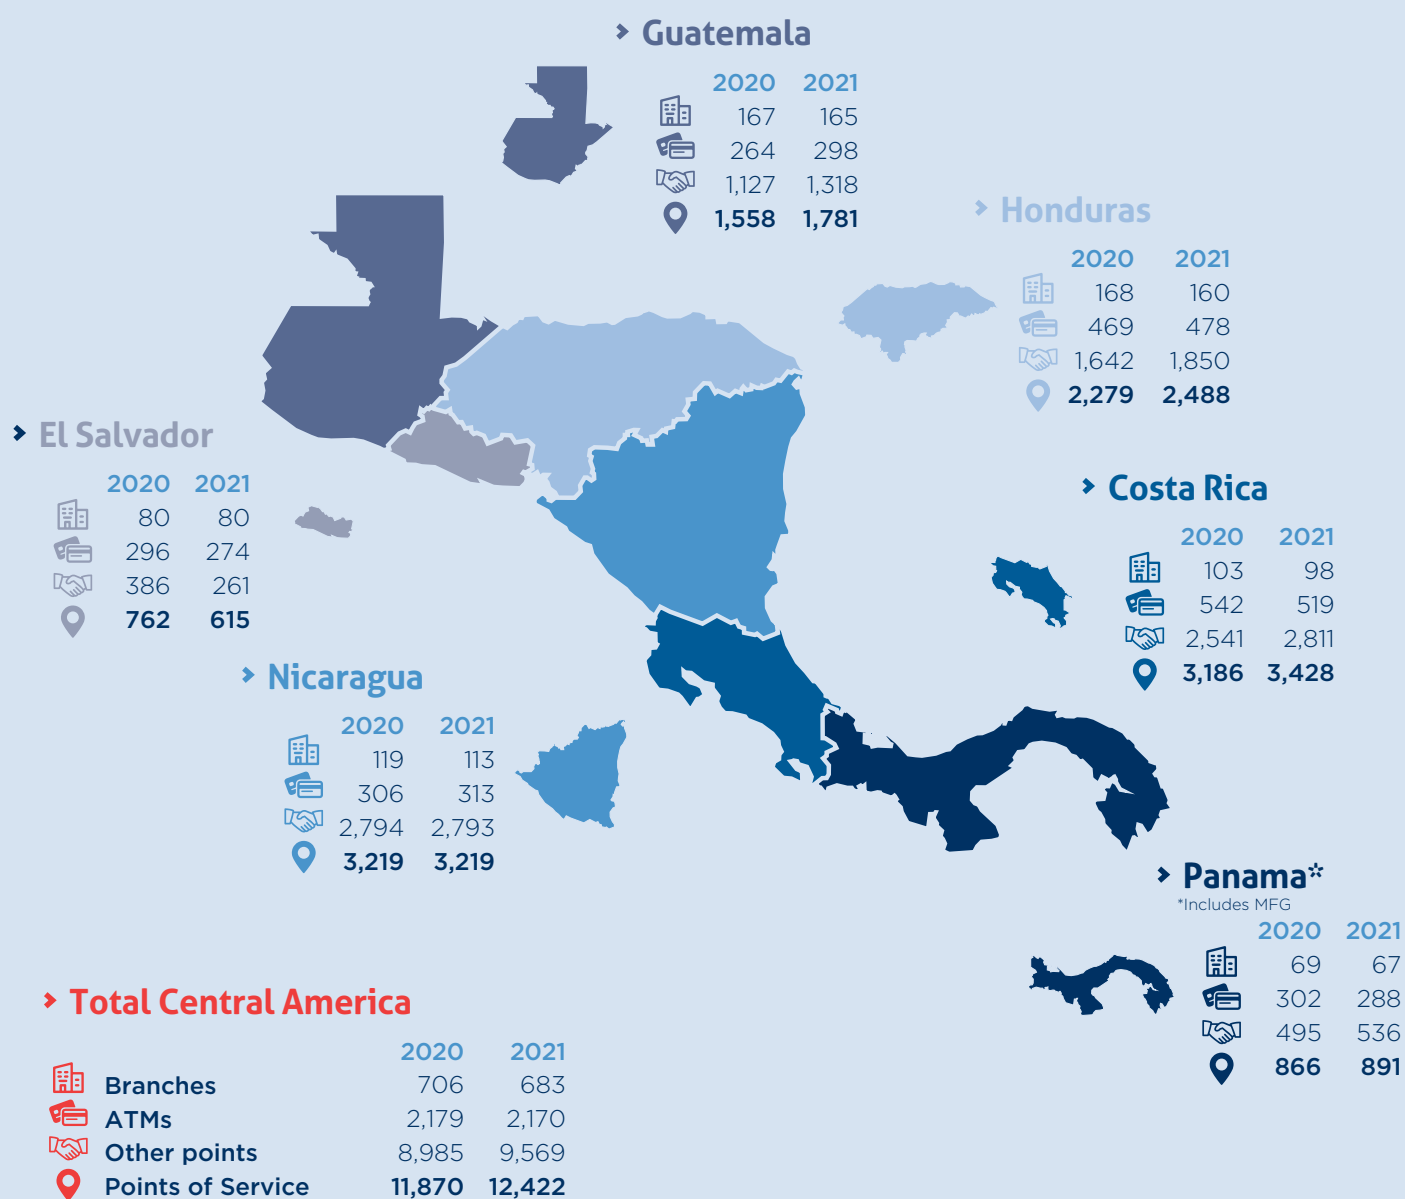 Guatemala
2020 2021
167 165
264 298
1,127 1,318
1,558 1,781
Honduras
2020 2021
168 160
469 478
1,642 1,850
2,279 2,488
El Salvador
2020 2021
80 80
296 274
386 261
762 615
Costa Rica
2020 2021
103 98
542 519
2,541 2,811
3,186 3,428
Nicaragua
2020 2021
119 113
306 313
2,794 2,793
3,219 3,219
Panama*
*Includes MFG
2020 2021
69 67
302 288
495 536
866 891
Total Central America
2020 2021
Branches 706 683
ATMs 2,179 2,170
Other points 8,985 9,569
Points of Service 11,870 12,422